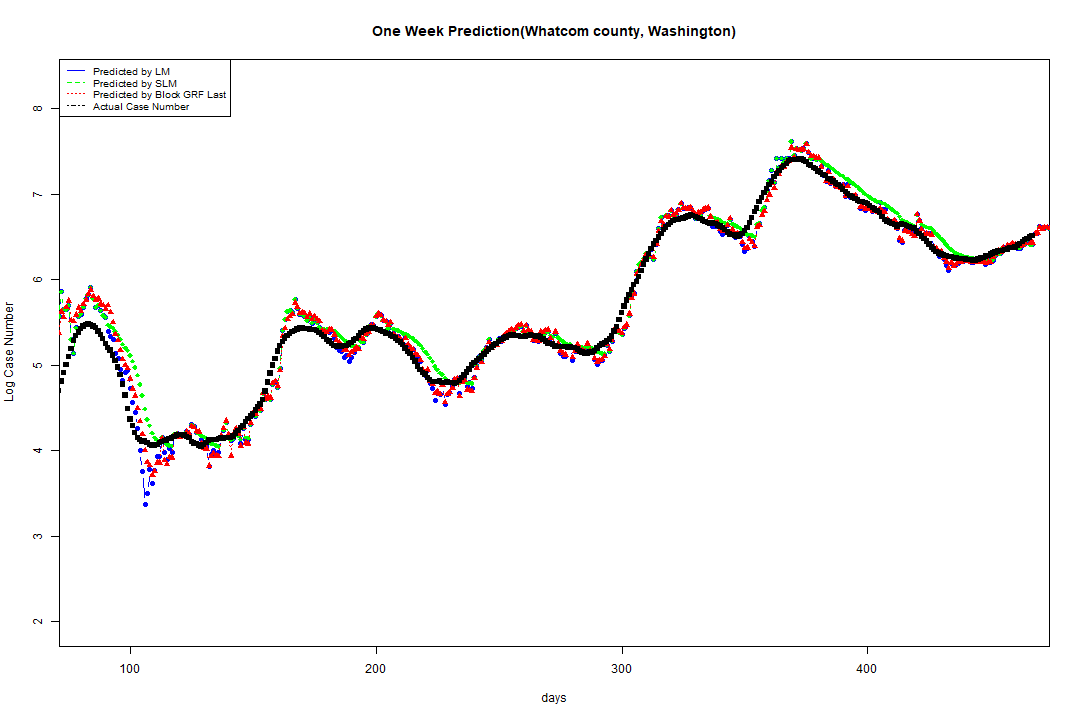 One Week Prediction(Whatcom county, Washington)
Predicted by LM
Predicted by SLM
Predicted by Block GRF Last
Actual Case Number
8
7
6
5
4
3
2
Log Case Number
100 200 300 400
days